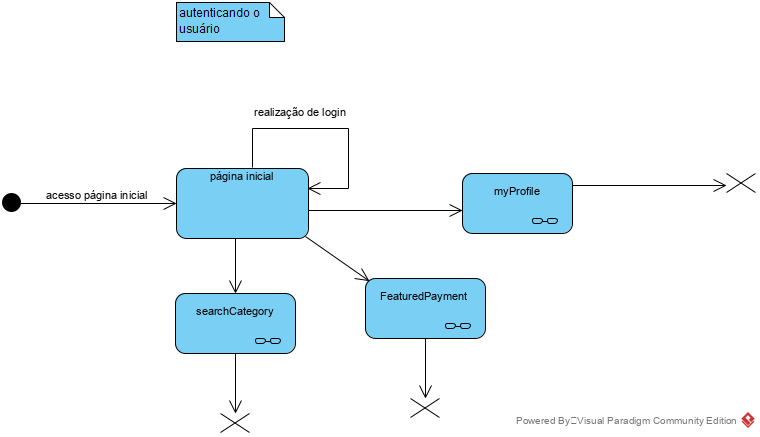 autenticando o
usuário
realização de login
página inicial
acesso página inicial
myProfile
FeaturedPayment
searchCategory
Powered By Visual Paradigm Community Edition